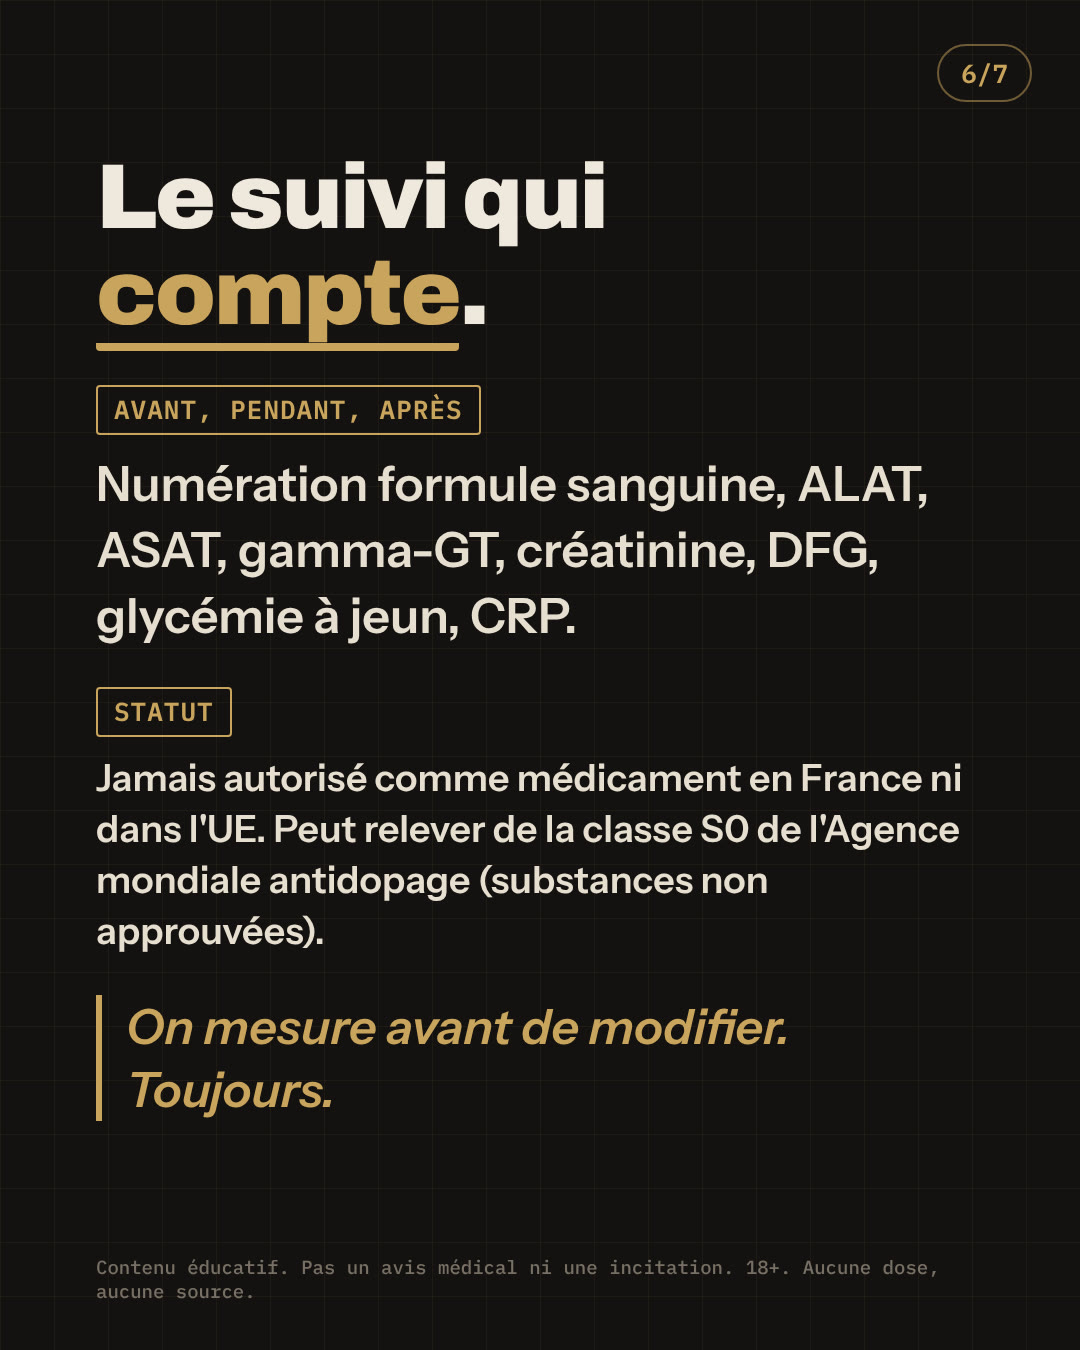 6/7
Le suivi qui
compte.
AVANT, PENDANT, APRÈS
Numération formule sanguine, ALAT,
ASAT, gamma-GT, créatinine, DFG,
glycémie à jeun, CRP.
STATUT
Jamais autorisé comme médicament en France ni
dans l'UE. Peut relever de la classe S0 de l'Agence
mondiale antidopage (substances non
approuvées).
On mesure avant de modifier.
Toujours.
Contenu éducatif. Pas un avis médical ni une incitation. 18+. Aucune dose,
aucune source.